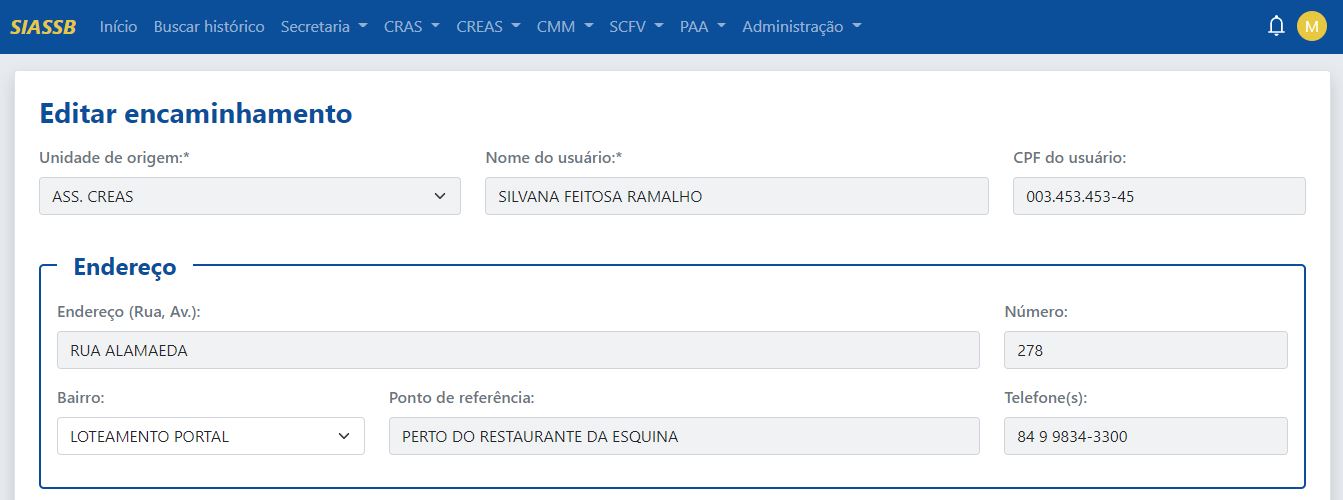 SIASSB Início Buscar histórico Secretaria CRAS CREAS CMM SCFV PAA Administração M
Editar encaminhamento
Unidade de origem:* Nome do usuário:* CPF do usuário:
ASS. CREAS SILVANA FEITOSA RAMALHO 003.453.453-45
Endereço
Endereço (Rua, Av.): Número:
RUA ALAMAEDA 278
Bairro: Ponto de referência: Telefone(s):
LOTEAMENTO PORTAL PERTO DO RESTAURANTE DA ESQUINA 84 9 9834-3300